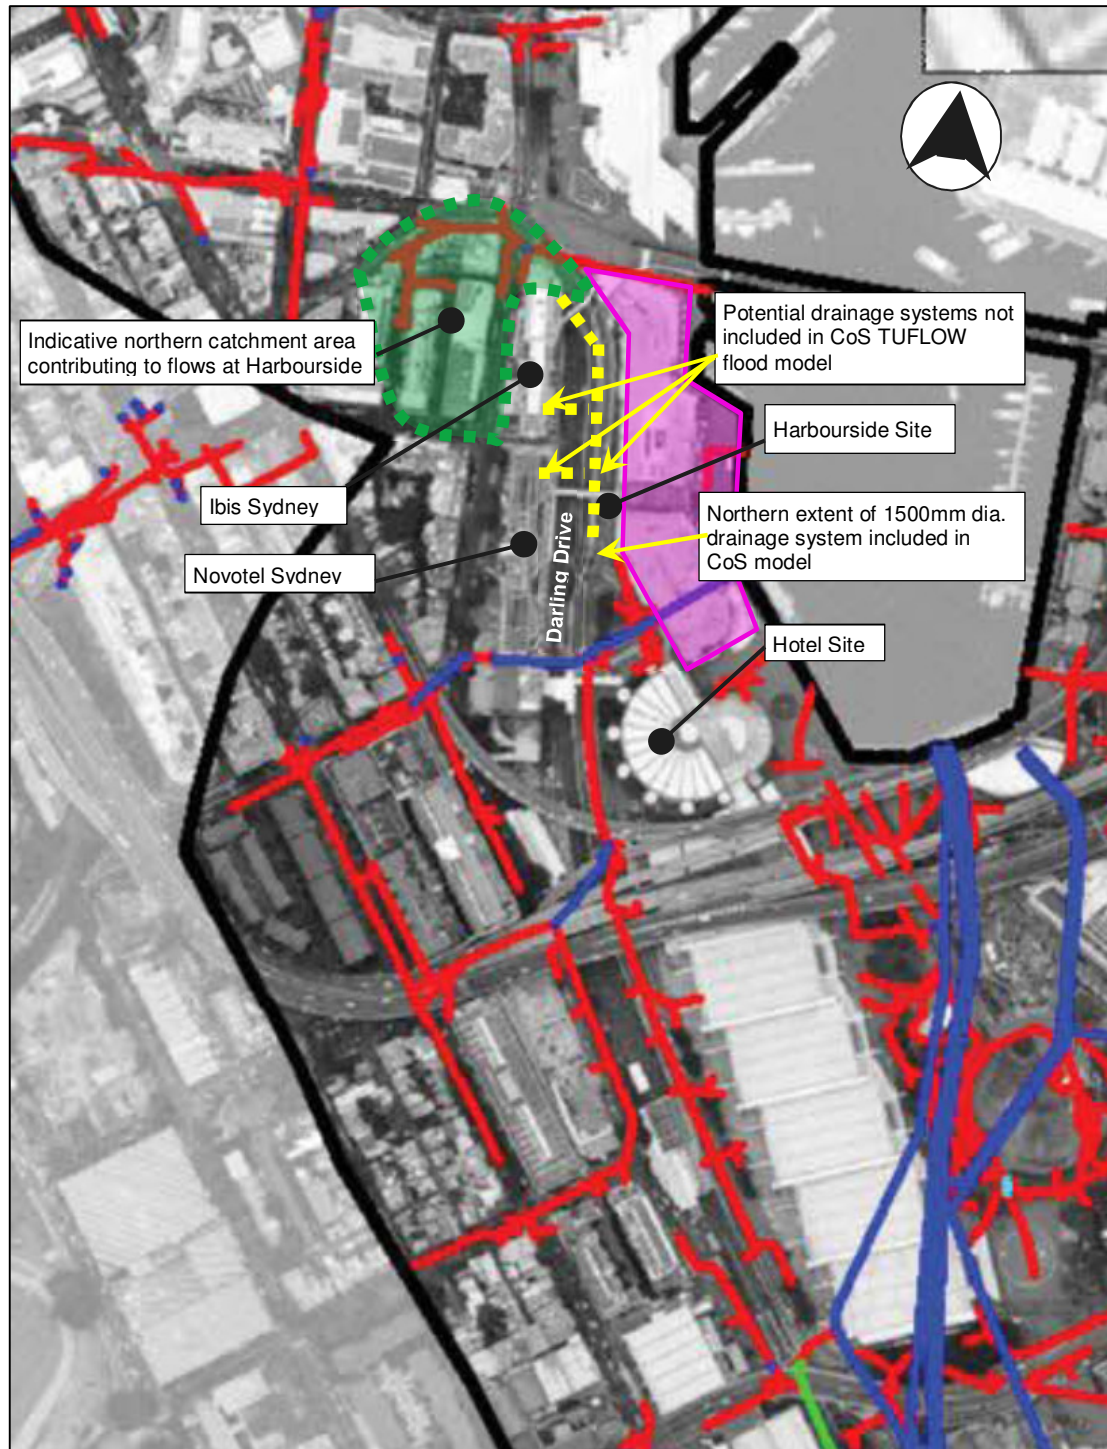 Potential drainage systems not
included in CoS TUFLOW
flood model
Indicative northern catchment area
contributing to flows at Harbourside
Harbourside Site
Ibis Sydney
Northern extent of 1500mm dia.
drainage system included in
CoS model
Novotel Sydney
Darling Drive
Hotel Site